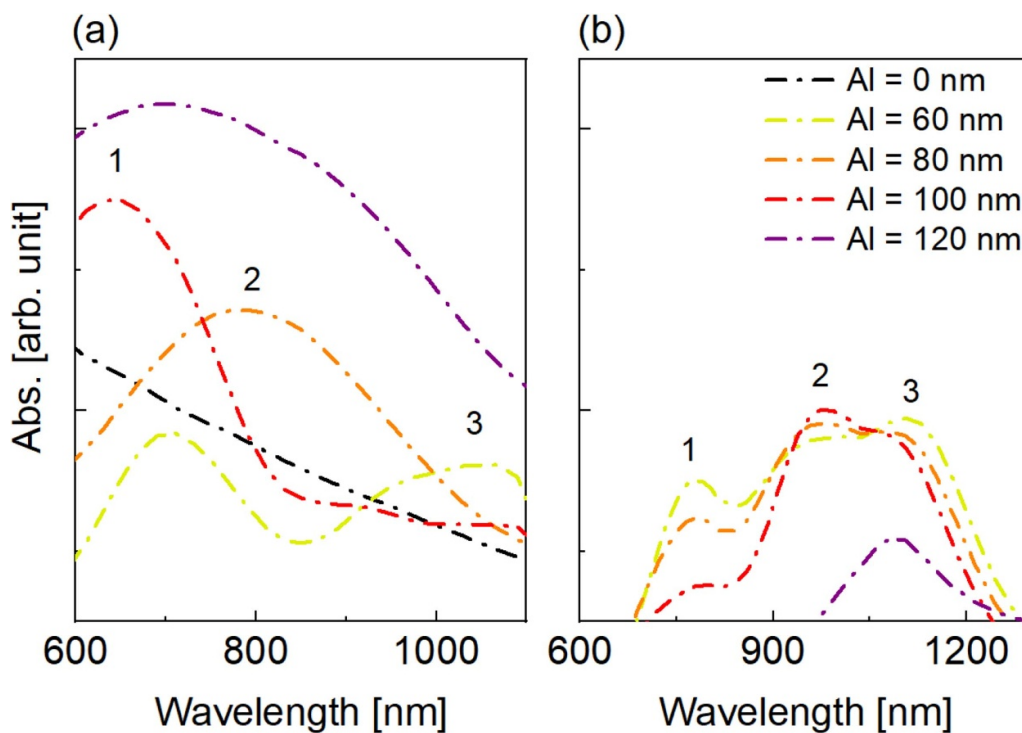 (a)
(b)
Al = 0 nm
Al = 60 nm
Al = 80 nm
Al = 100 nm
Al = 120 nm
1
2
3
1
2
3
Abs. [arb. unit]
600
800
1000
600
900
1200
Wavelength [nm]
Wavelength [nm]